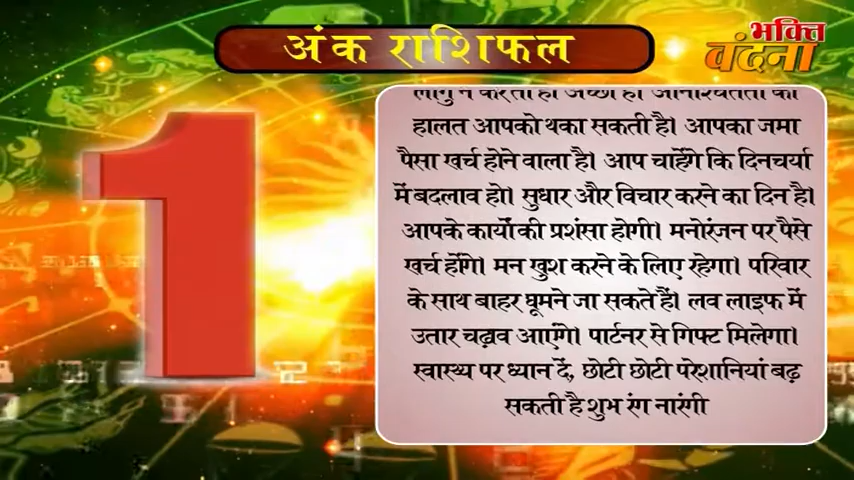 अंक राशिफल
भक्ति
वंदना
1
हालत आपको थका सकती है। आपका जमा
पैसा खर्च होने वाला है। आप चाहेंगे कि दिनचर्या
में बदलाव हो। सुधार और विचार करने का दिन है।
आपके कार्यों की प्रशंसा होगी। मनोरंजन पर पैसे
खर्च होंगे। मन खुश करने के लिए रहेगा। परिवार
के साथ बाहर घूमने जा सकते हैं। लव लाइफ में
उतार चढ़ाव आएंगे। पार्टनर से गिफ्ट मिलेगा।
स्वास्थ पर ध्यान दें, छोटी छोटी परेशानियां बढ़
सकती है शुभ रंग नारंगी